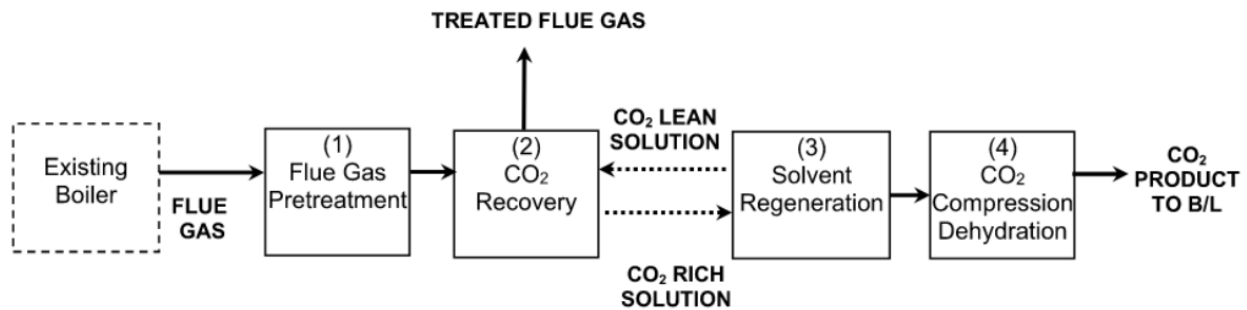 TREATED FLUE GAS
Existing
Boiler
FLUE
GAS
(1)
Flue Gas
Pretreatment
(2)
CO₂
Recovery
CO₂ LEAN
SOLUTION
CO₂ RICH
SOLUTION
(3)
Solvent
Regeneration
(4)
CO₂
Compression
Dehydration
CO₂
PRODUCT
TO B/L